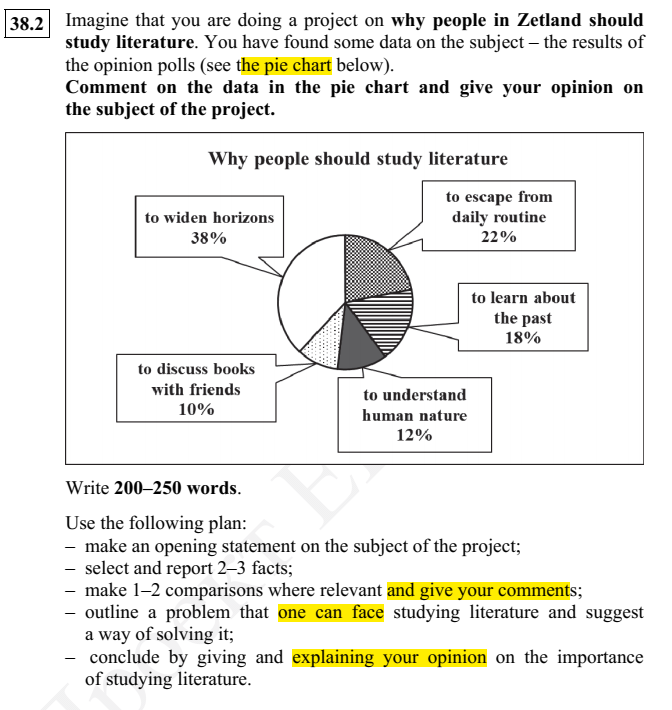 38.2
Imagine that you are doing a project on why people in Zetland should
study literature. You have found some data on the subject – the results of
the opinion polls (see the pie chart below).
Comment on the data in the pie chart and give your opinion on
the subject of the project.
Why people should study literature
to widen horizons
38%
to escape from
daily routine
22%
to learn about
the past
18%
to discuss books
with friends
10%
to understand
human nature
12%
Write 200–250 words.
Use the following plan:
– make an opening statement on the subject of the project;
– select and report 2–3 facts;
– make 1–2 comparisons where relevant and give your comments;
– outline a problem that one can face studying literature and suggest
a way of solving it;
– conclude by giving and explaining your opinion on the importance
of studying literature.